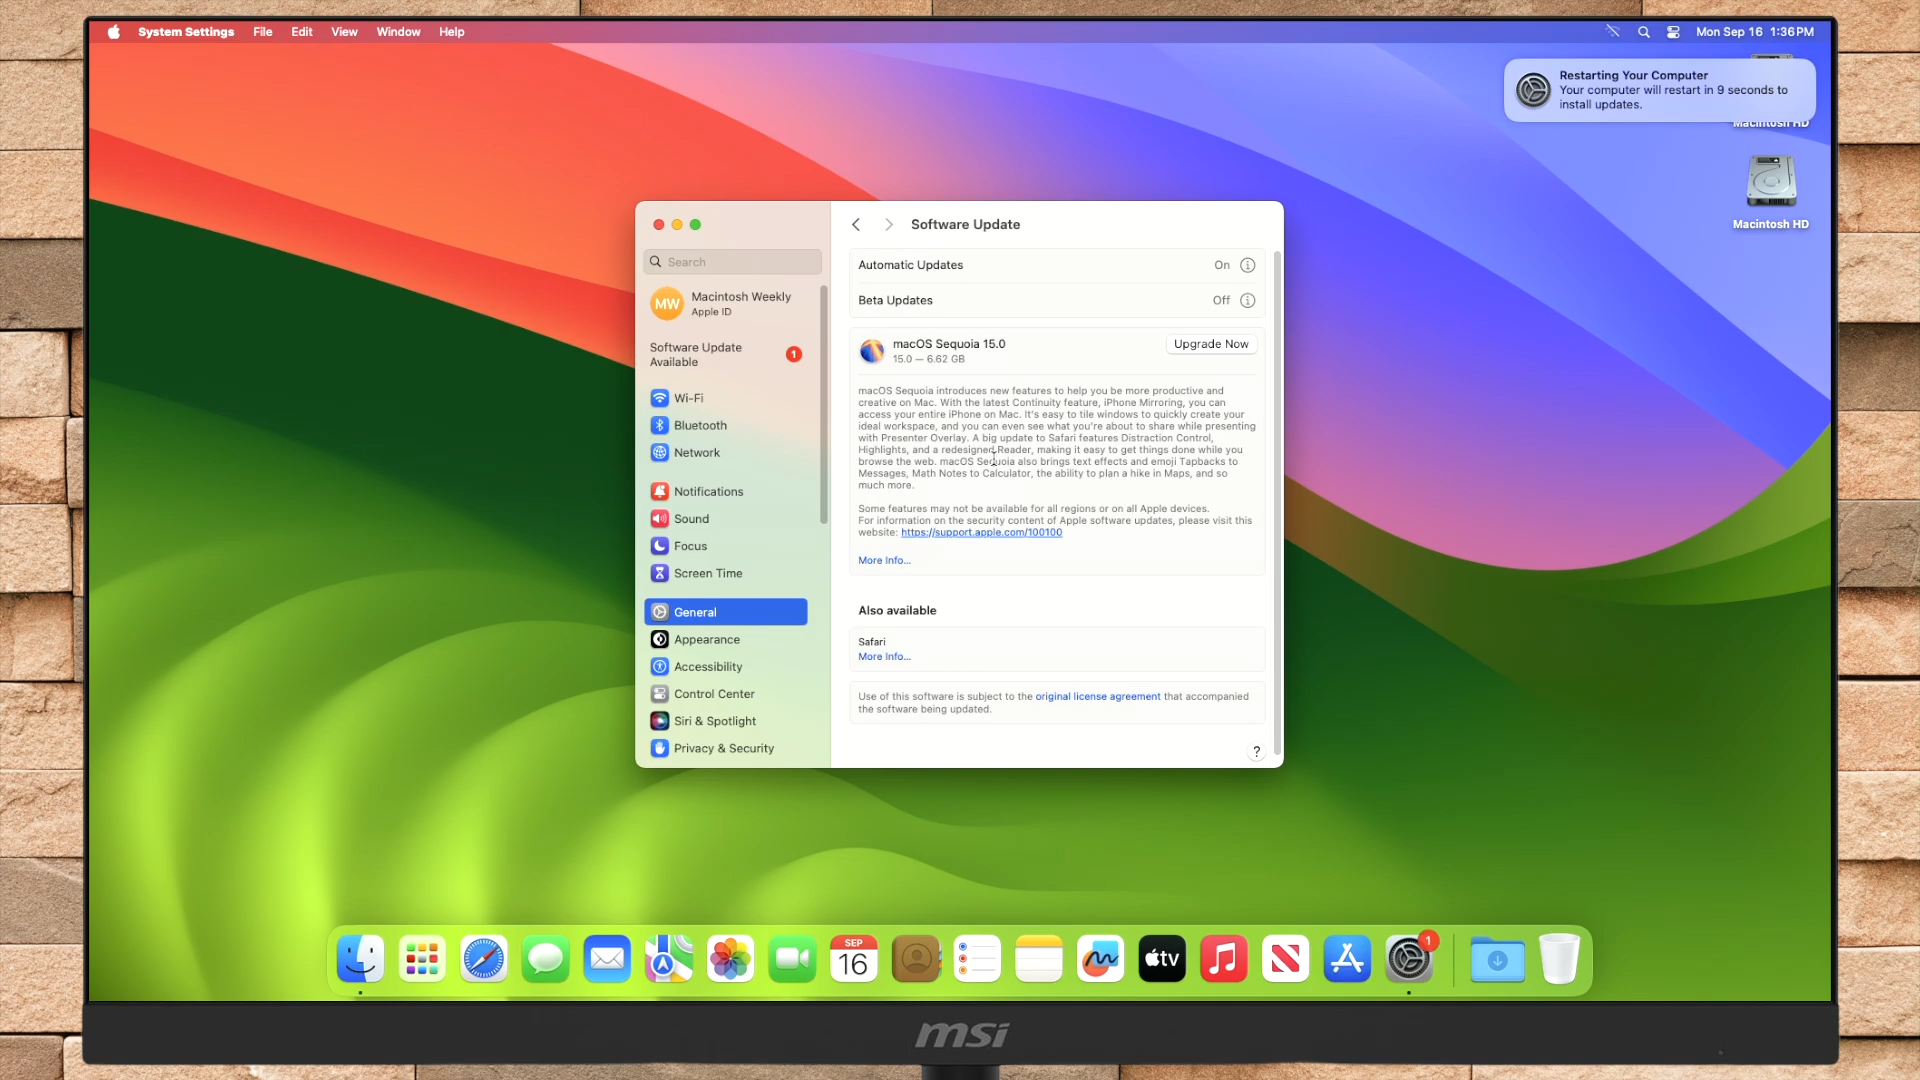 System Settings File Edit View Window Help
Mon Sep 16 1:36 PM
Restarting Your Computer
Your computer will restart in 9 seconds to
install updates.
Macintosh HD
Macintosh HD
Software Update
Search
Macintosh Weekly
Apple ID
MW
Software Update
Available
1
Wi-Fi
Bluetooth
Network
Notifications
Sound
Focus
Screen Time
General
Appearance
Accessibility
Control Center
Siri & Spotlight
Privacy & Security
Automatic Updates On
Beta Updates Off
macOS Sequoia 15.0
15.0 — 6.62 GB
Upgrade Now
macOS Sequoia introduces new features to help you be more productive and
creative on Mac. With the latest Continuity feature, iPhone Mirroring, you can
access your entire iPhone on Mac. It's easy to tile windows to quickly create your
ideal workspace, and you can even see what you're about to share while presenting
with Presenter Overlay. A big update to Safari features Distraction Control,
Highlights, and a redesigned Reader, making it easy to get things done while you
browse the web. macOS Sequoia also brings text effects and emoji Tapbacks to
Messages, Math Notes to Calculator, the ability to plan a hike in Maps, and so
much more.
Some features may not be available for all regions or on all Apple devices.
For information on the security content of Apple software updates, please visit this
website: https://support.apple.com/100100
More Info...
Also available
Safari
More Info...
Use of this software is subject to the original license agreement that accompanied
the software being updated.
?
SEP
16
tv
1
msi